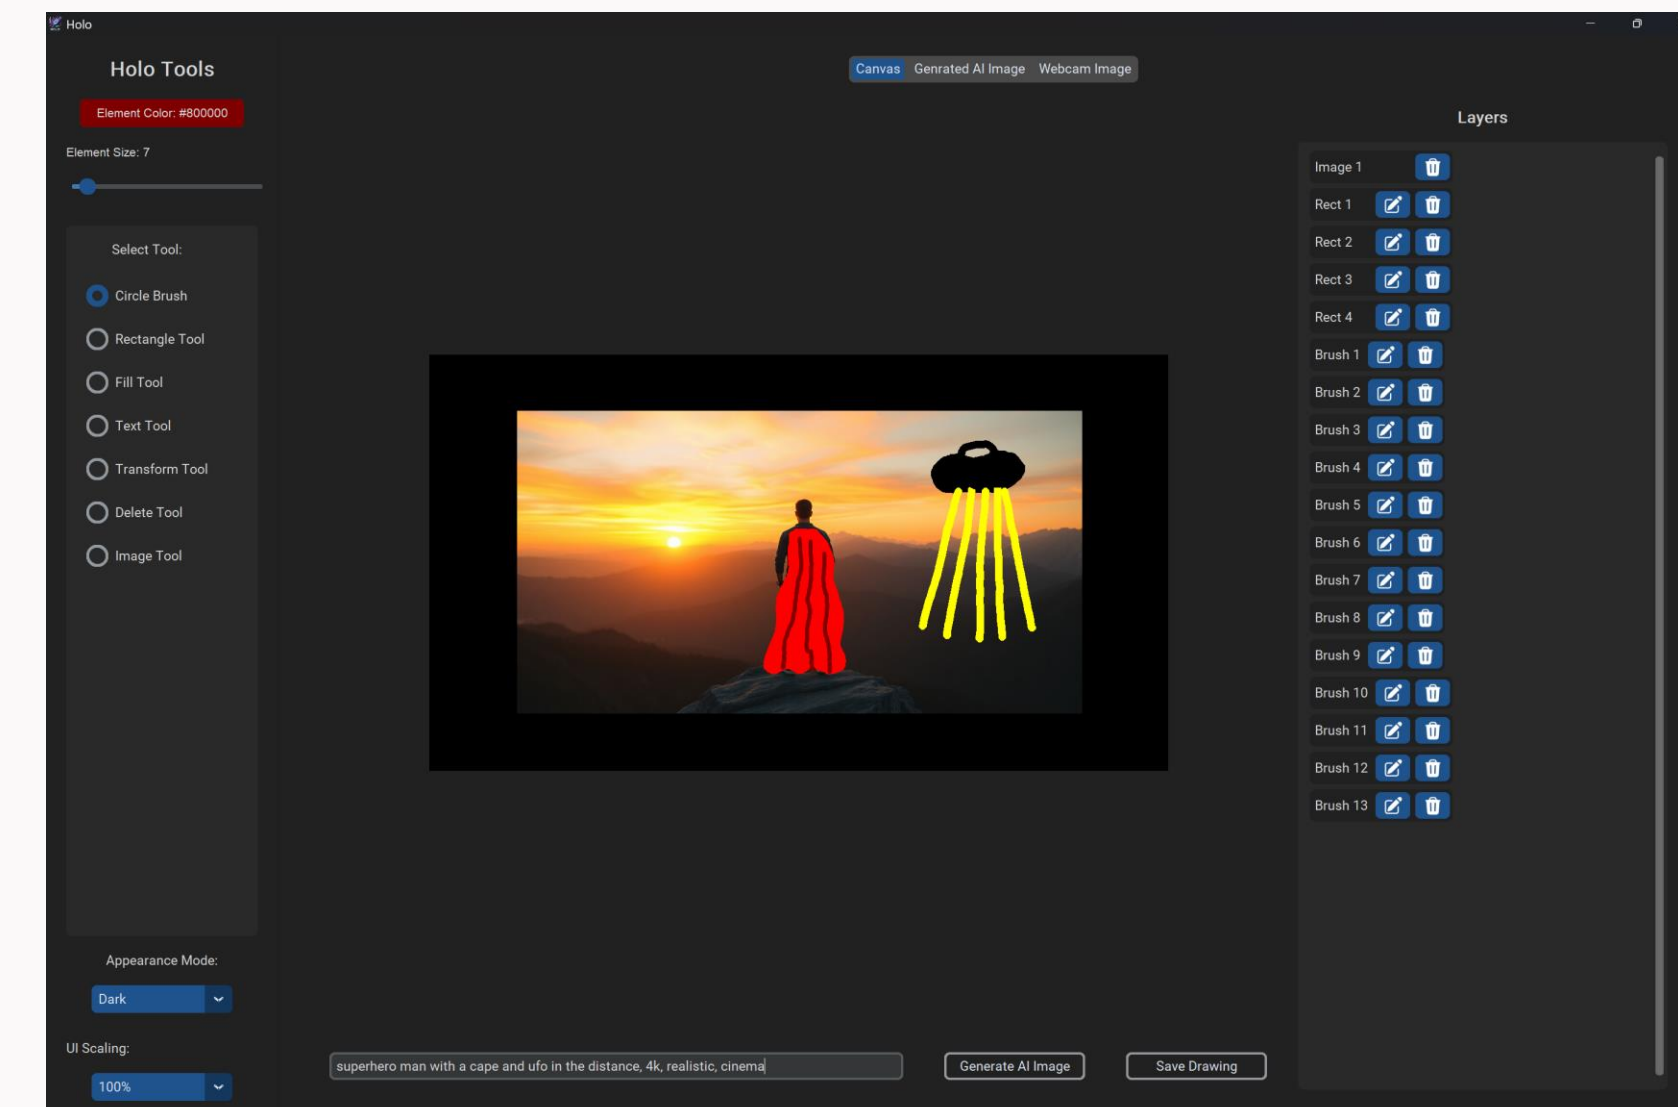 Holo
Holo Tools
Element Color: #800000
Element Size: 7
Select Tool:
Circle Brush
Rectangle Tool
Fill Tool
Text Tool
Transform Tool
Delete Tool
Image Tool
Appearance Mode:
Dark
UI Scaling:
100%
Canvas Genrated AI Image Webcam Image
superhero man with a cape and ufo in the distance, 4k, realistic, cinema
Generate AI Image
Save Drawing
Layers
Image 1
Rect 1
Rect 2
Rect 3
Rect 4
Brush 1
Brush 2
Brush 3
Brush 4
Brush 5
Brush 6
Brush 7
Brush 8
Brush 9
Brush 10
Brush 11
Brush 12
Brush 13